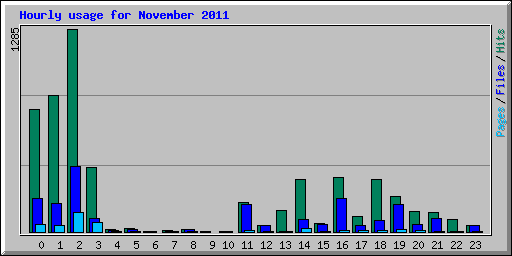 Hourly usage for November 2011
1285
Pages/Files/Hits
0 1 2 3 4 5 6 7 8 9 10 11 12 13 14 15 16 17 18 19 20 21 22 23